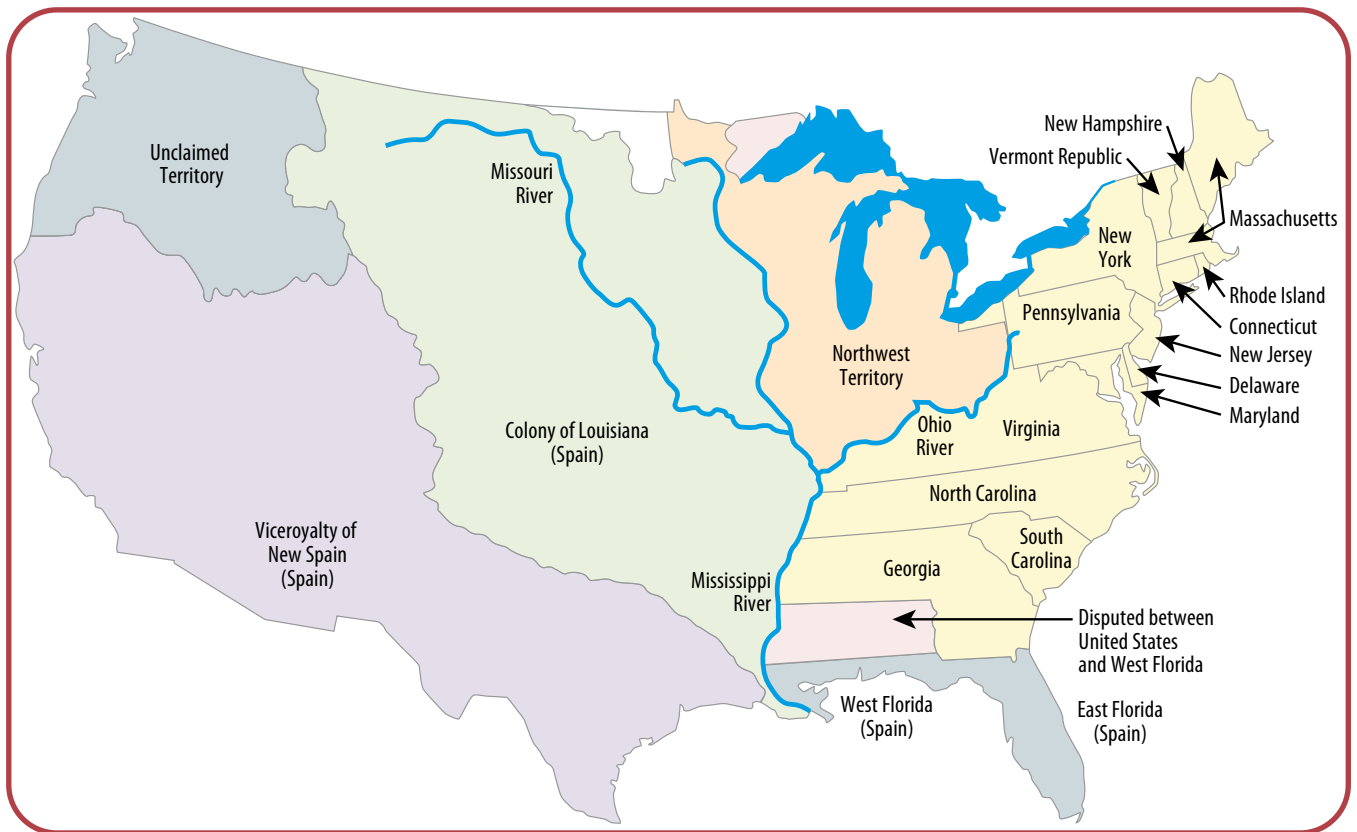 Unclaimed
Territory
Missouri
River
New Hampshire
Vermont Republic
Massachusetts
New
York
Rhode Island
Connecticut
New Jersey
Delaware
Maryland
Pennsylvania
Northwest
Territory
Ohio
River
Virginia
Colony of Louisiana
(Spain)
North Carolina
South
Carolina
Georgia
Viceroyalty of
New Spain
(Spain)
Mississippi
River
Disputed between
United States
and West Florida
West Florida
(Spain)
East Florida
(Spain)